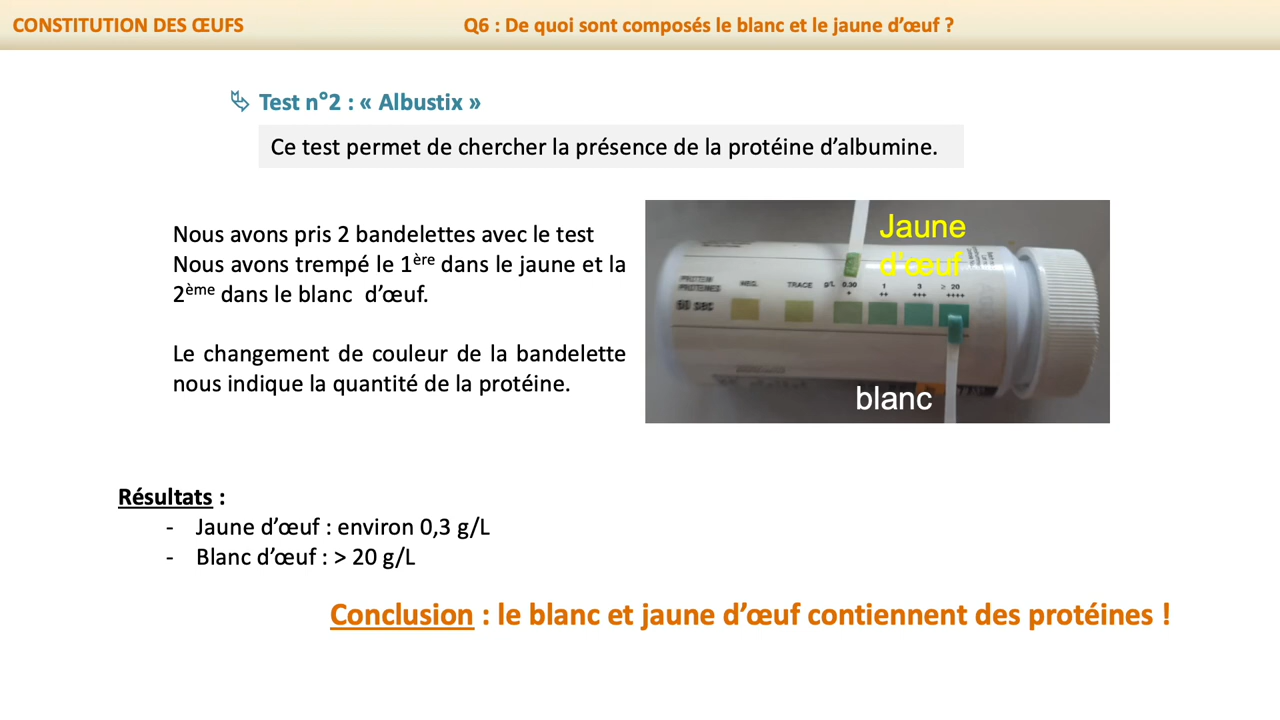 CONSTITUTION DES ŒUFS
Q6 : De quoi sont composés le blanc et le jaune d’œuf ?
Test n°2 : « Albustix »
Ce test permet de chercher la présence de la protéine d’albumine.
Nous avons pris 2 bandelettes avec le test
Nous avons trempé le 1ère dans le jaune et la
2ème dans le blanc d’œuf.
Le changement de couleur de la bandelette
nous indique la quantité de la protéine.
Jaune
d'œuf
PROTEIN
PROTEINES
NEG. TRACE g/L 0.30 1 3 ≥ 20
+ ++ +++ ++++
60 sec
blanc
Résultats :
- Jaune d’œuf : environ 0,3 g/L
- Blanc d’œuf : > 20 g/L
Conclusion : le blanc et jaune d’œuf contiennent des protéines !